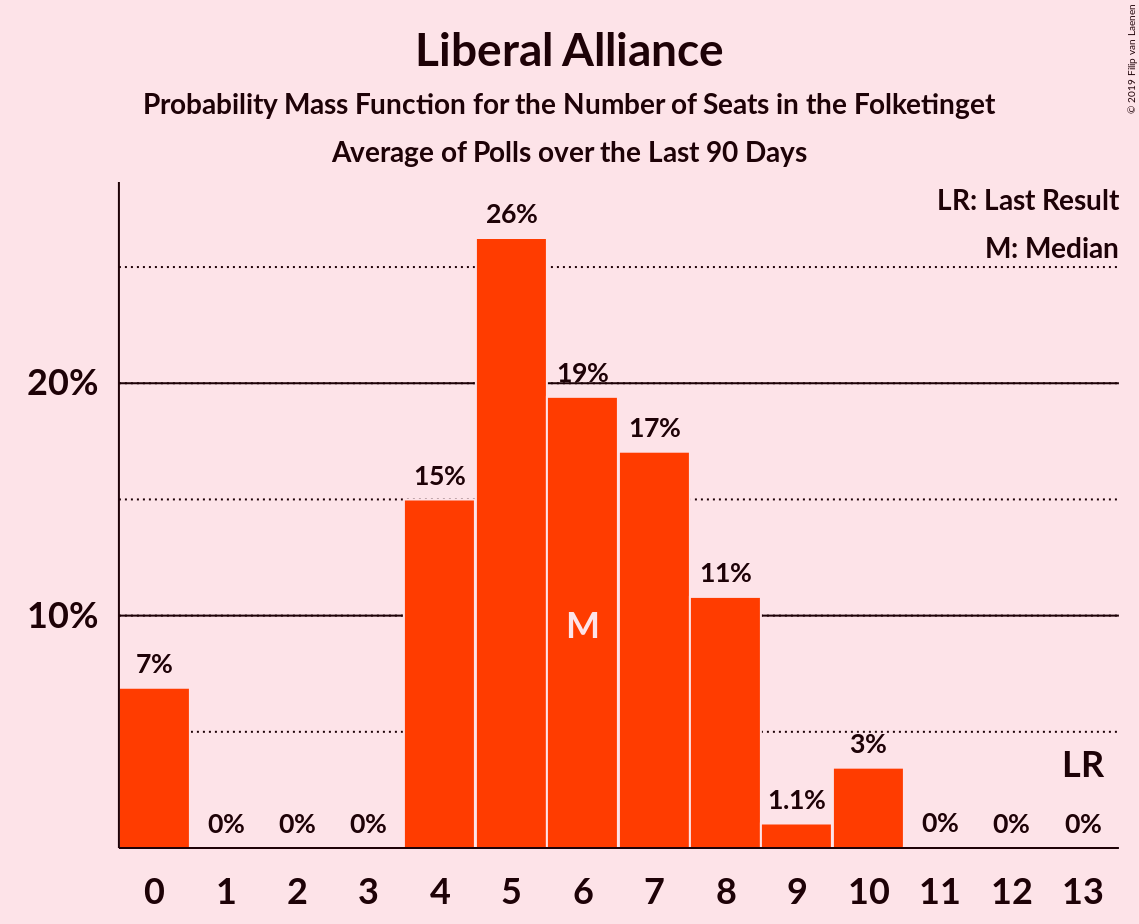 Liberal Alliance
Probability Mass Function for the Number of Seats in the Folketinget
Average of Polls over the Last 90 Days
© 2019 Filip van Laenen
LR: Last Result
M: Median
26%
20%
19%
17%
15%
11%
10%
M
7%
3%
LR
1.1%
0% 0% 0% 0% 0% 0%
0 1 2 3 4 5 6 7 8 9 10 11 12 13